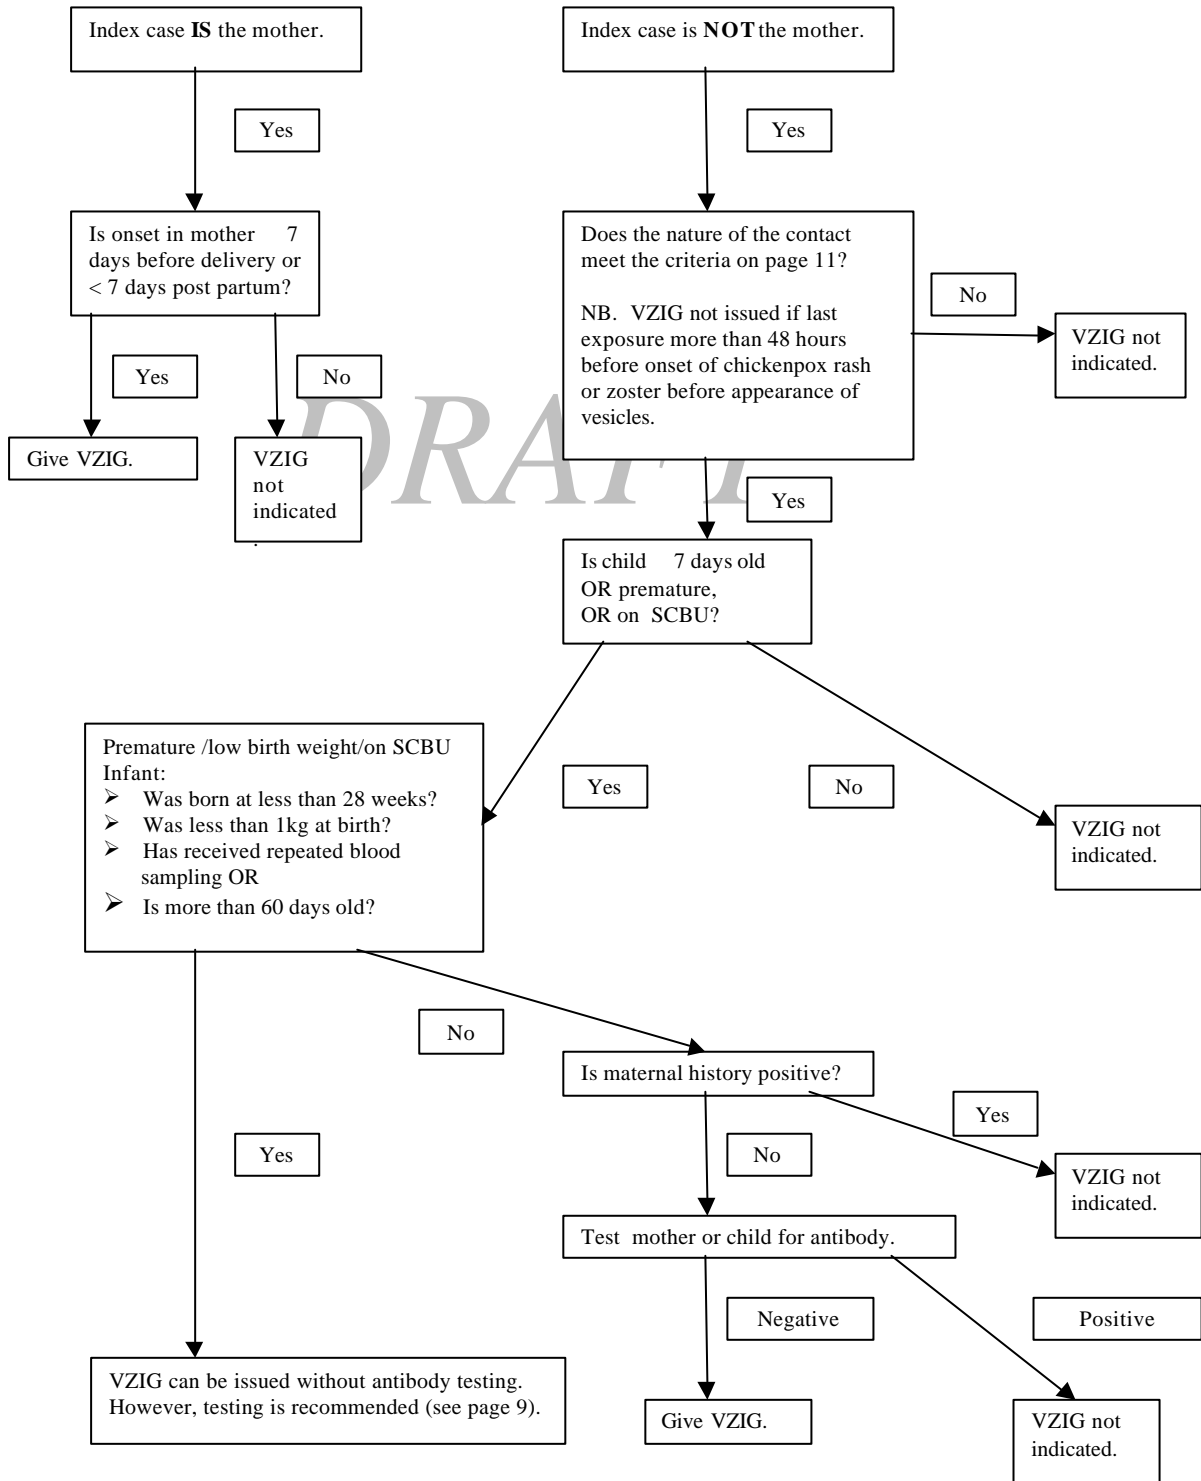 Index case IS the mother.
Index case is NOT the mother.
Yes
Yes
Is onset in mother 7
days before delivery or
< 7 days post partum?
Does the nature of the contact
meet the criteria on page 11?
NB. VZIG not issued if last
exposure more than 48 hours
before onset of chickenpox rash
or zoster before appearance of
vesicles.
No
VZIG not
indicated.
Yes
No
DRAFT
Give VZIG.
VZIG
not
indicated
.
Yes
Is child 7 days old
OR premature,
OR on SCBU?
Premature /low birth weight/on SCBU
Infant:
➢ Was born at less than 28 weeks?
➢ Was less than 1kg at birth?
➢ Has received repeated blood
sampling OR
➢ Is more than 60 days old?
Yes
No
VZIG not
indicated.
No
Is maternal history positive?
Yes
Yes
No
VZIG not
indicated.
Test mother or child for antibody.
Negative
Positive
VZIG can be issued without antibody testing.
However, testing is recommended (see page 9).
Give VZIG.
VZIG not
indicated.